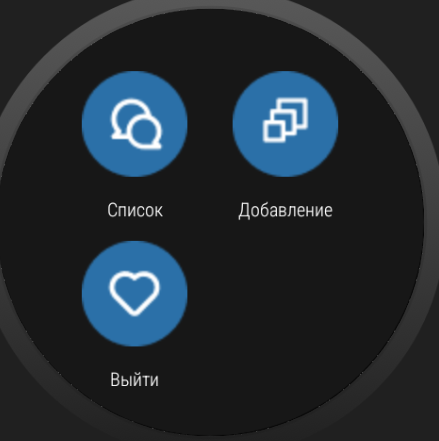 Список
Добавление
Выйти